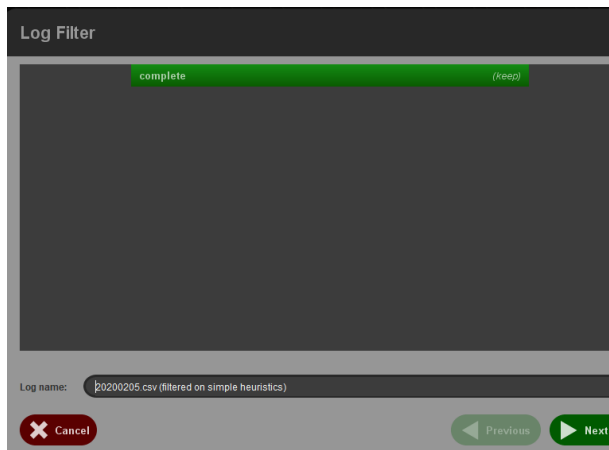 Log Filter
complete (keep)
Log name: 20200205.csv (filtered on simple heuristics)
Cancel Previous Next